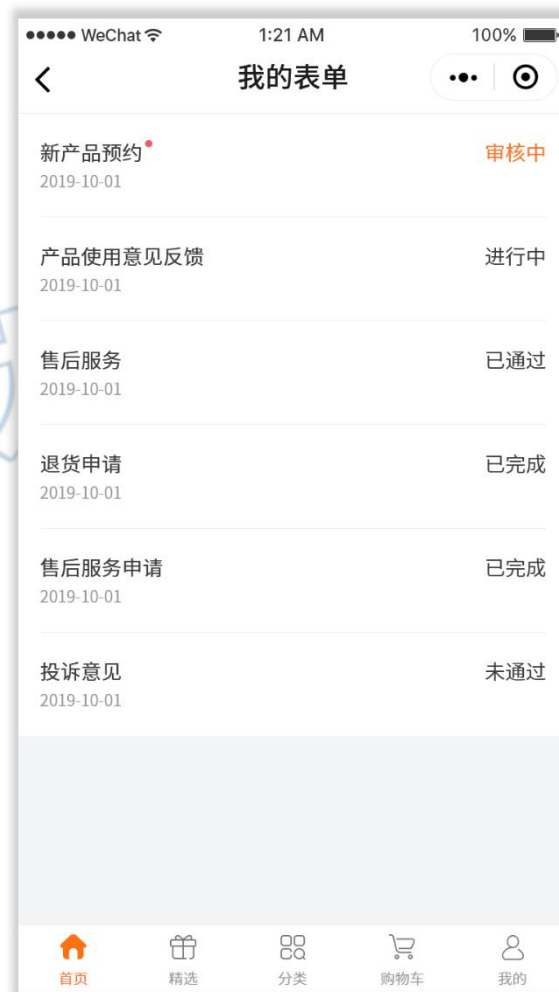 WeChat 1:21 AM 100%
我的表单
新产品预约 审核中
2019-10-01
产品使用意见反馈 进行中
2019-10-01
售后服务 已通过
2019-10-01
退货申请 已完成
2019-10-01
售后服务申请 已完成
2019-10-01
投诉意见 未通过
2019-10-01
首页 精选 分类 购物车 我的